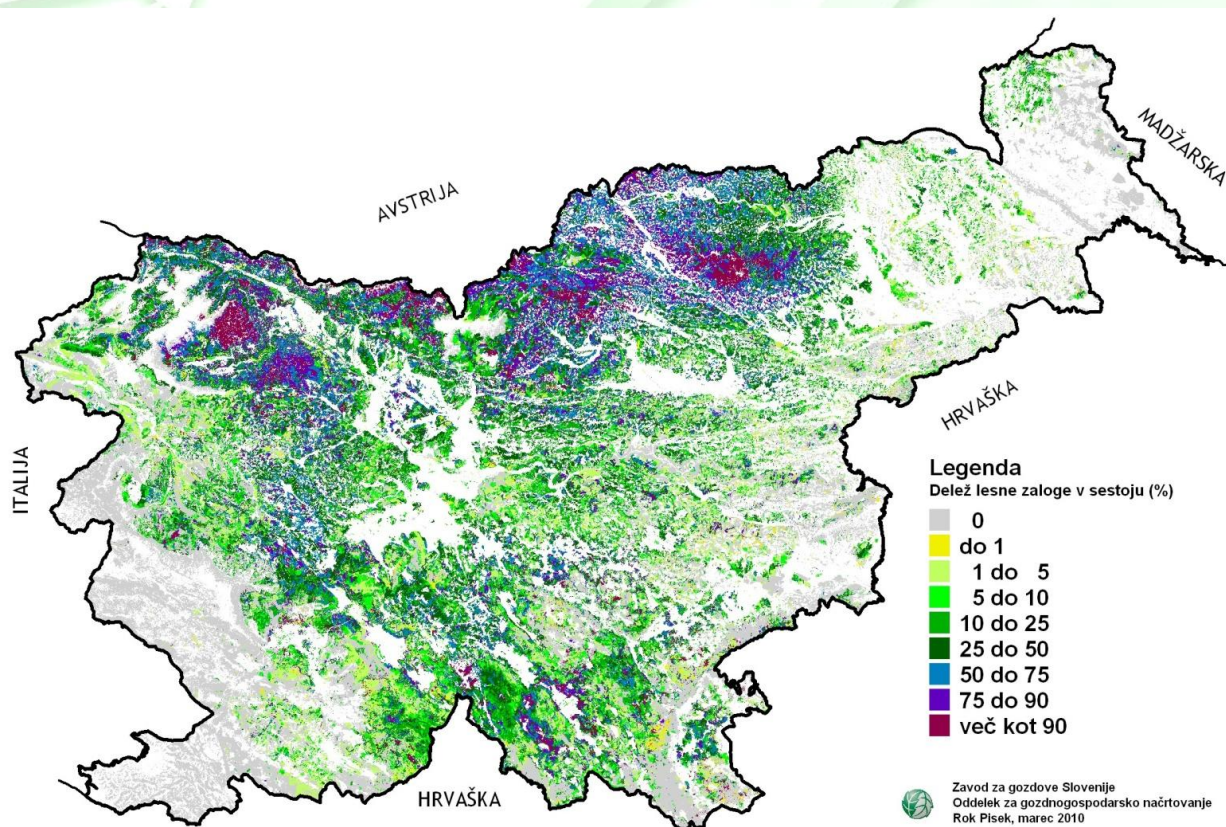 AVSTRIJA
MADŽARSKA
HRVAŠKA
ITALIJA
HRVAŠKA
Legenda
Delež lesne zaloge v sestoju (%)
0
do 1
1 do 5
5 do 10
10 do 25
25 do 50
50 do 75
75 do 90
več kot 90
Zavod za gozdove Slovenije
Oddelek za gozdnogospodarsko načrtovanje
Rok Pisek, marec 2010